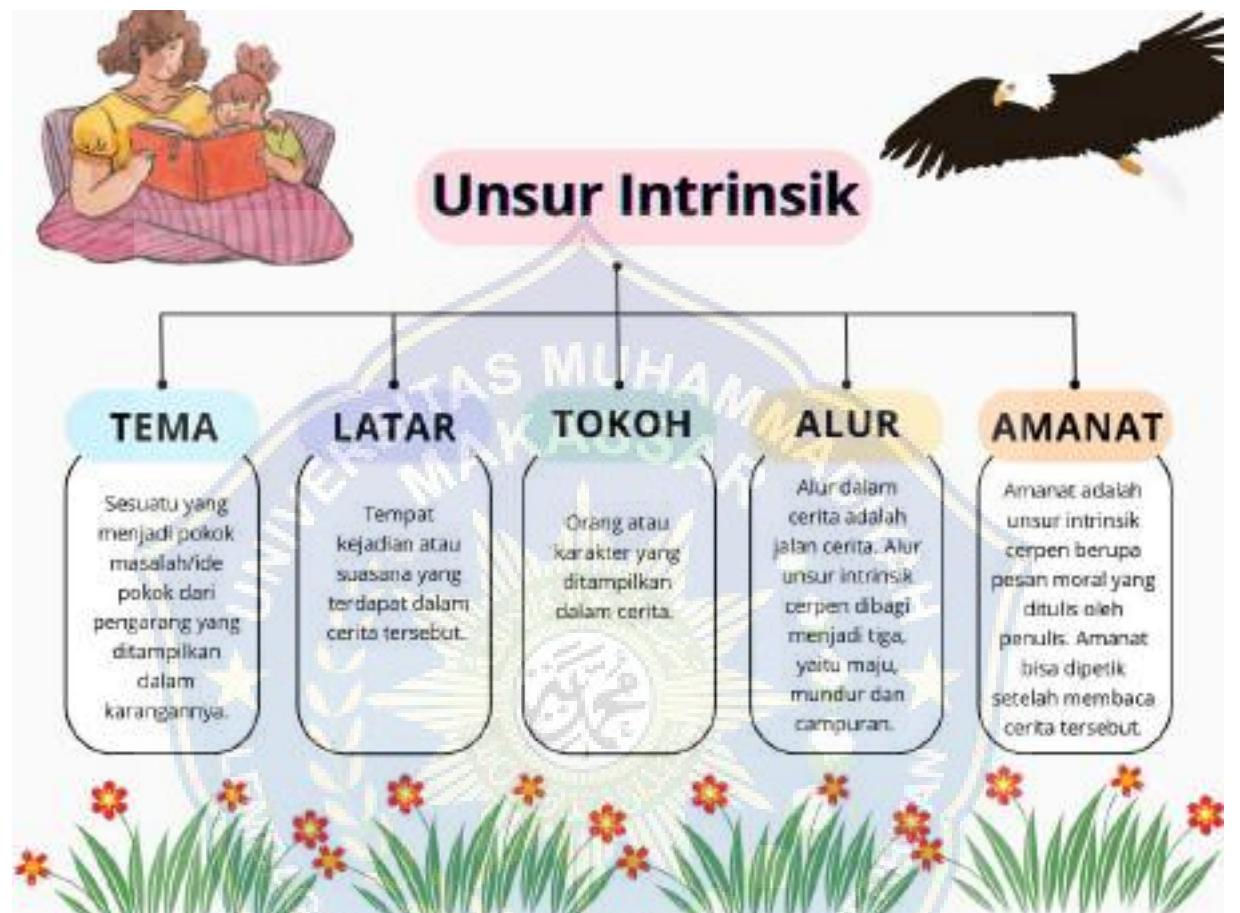 Unsur Intrinsik
TEMA
Sesuatu yang
menjadi pokok
masalah/ide
pokok dari
pengarang yang
ditampilkan
dalam
karangannya.
LATAR
Tempat
kejadian atau
suasana yang
terdapat dalam
cerita tersebut.
TOKOH
Orang atau
karakter yang
ditampilkan
dalam cerita.
ALUR
Alur dalam
cerita adalah
jalan cerita. Alur
unsur intrinsik
cerpen dibagi
menjadi tiga,
yaitu maju,
mundur dan
campuran.
AMANAT
Amanat adalah
unsur intrinsik
cerpen berupa
pesan moral yang
ditulis oleh
penulis. Amanat
bisa dipetik
setelah membaca
cerita tersebut.
UNIVERSITAS MUHAMMADIYAH
MAKASSAR